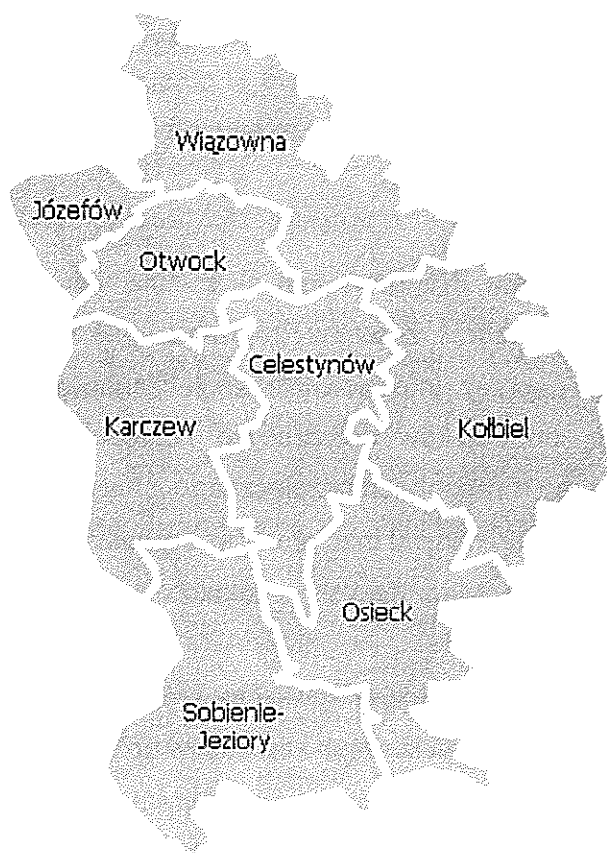 Wiązowna
Józefów
Otwock
Celestynów
Karczew
Kołbiel
Osieck
Sobienie-
Jeziory